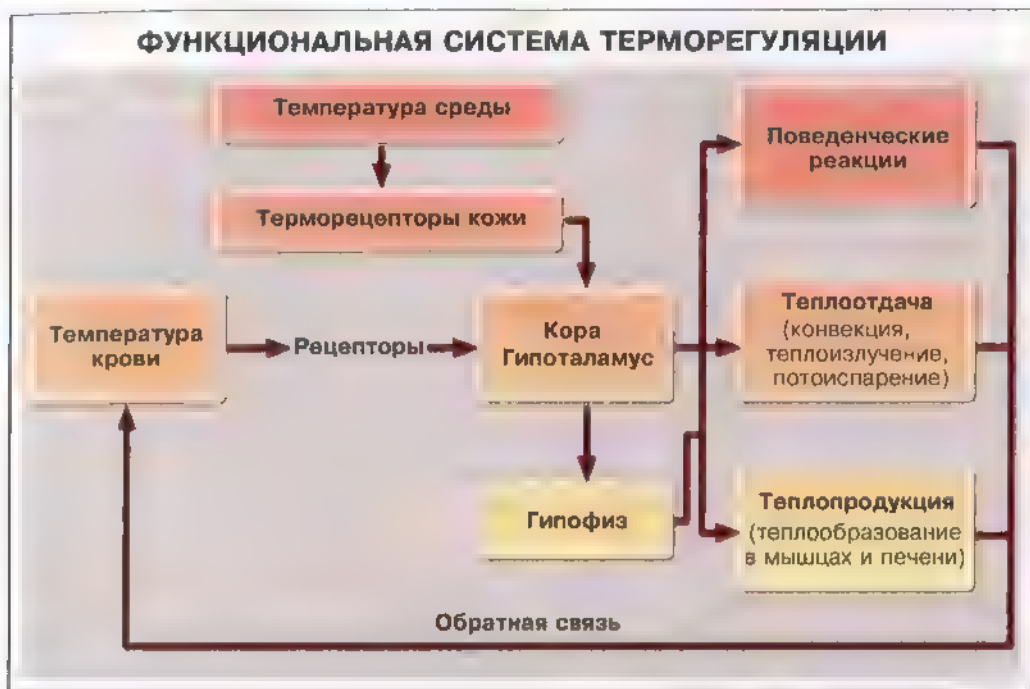 ФУНКЦИОНАЛЬНАЯ СИСТЕМА ТЕРМОРЕГУЛЯЦИИ
Температура среды
Терморецепторы кожи
Температура
крови
Рецепторы
Кора
Гипоталамус
Гипофиз
Поведенческие
реакции
Теплоотдача
(конвекция,
теплоизлучение,
потоиспарение)
Теплопродукция
(теплообразование
в мышцах и печени)
Обратная связь